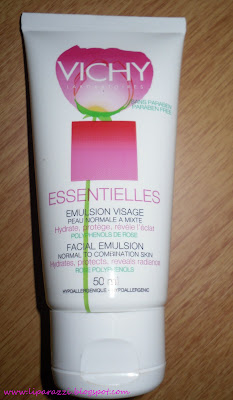 VICHY
LABORATOIRES
SANS PARABEN
PARABEN FREE
ESSENTIELLES
EMULSION VISAGE
PEAU NORMALE À MIXTE
Hydrate, protège, révèle l'éclat
POLYPHENOLS DE ROSE
FACIAL EMULSION
NORMAL TO COMBINATION SKIN
Hydrates, protects, reveals radiance
ROSE POLYPHENOLS
50 ml
HYPOALLERGENIQUE / HYPOALLERGENIC
www.liparazzi.blogspot.com